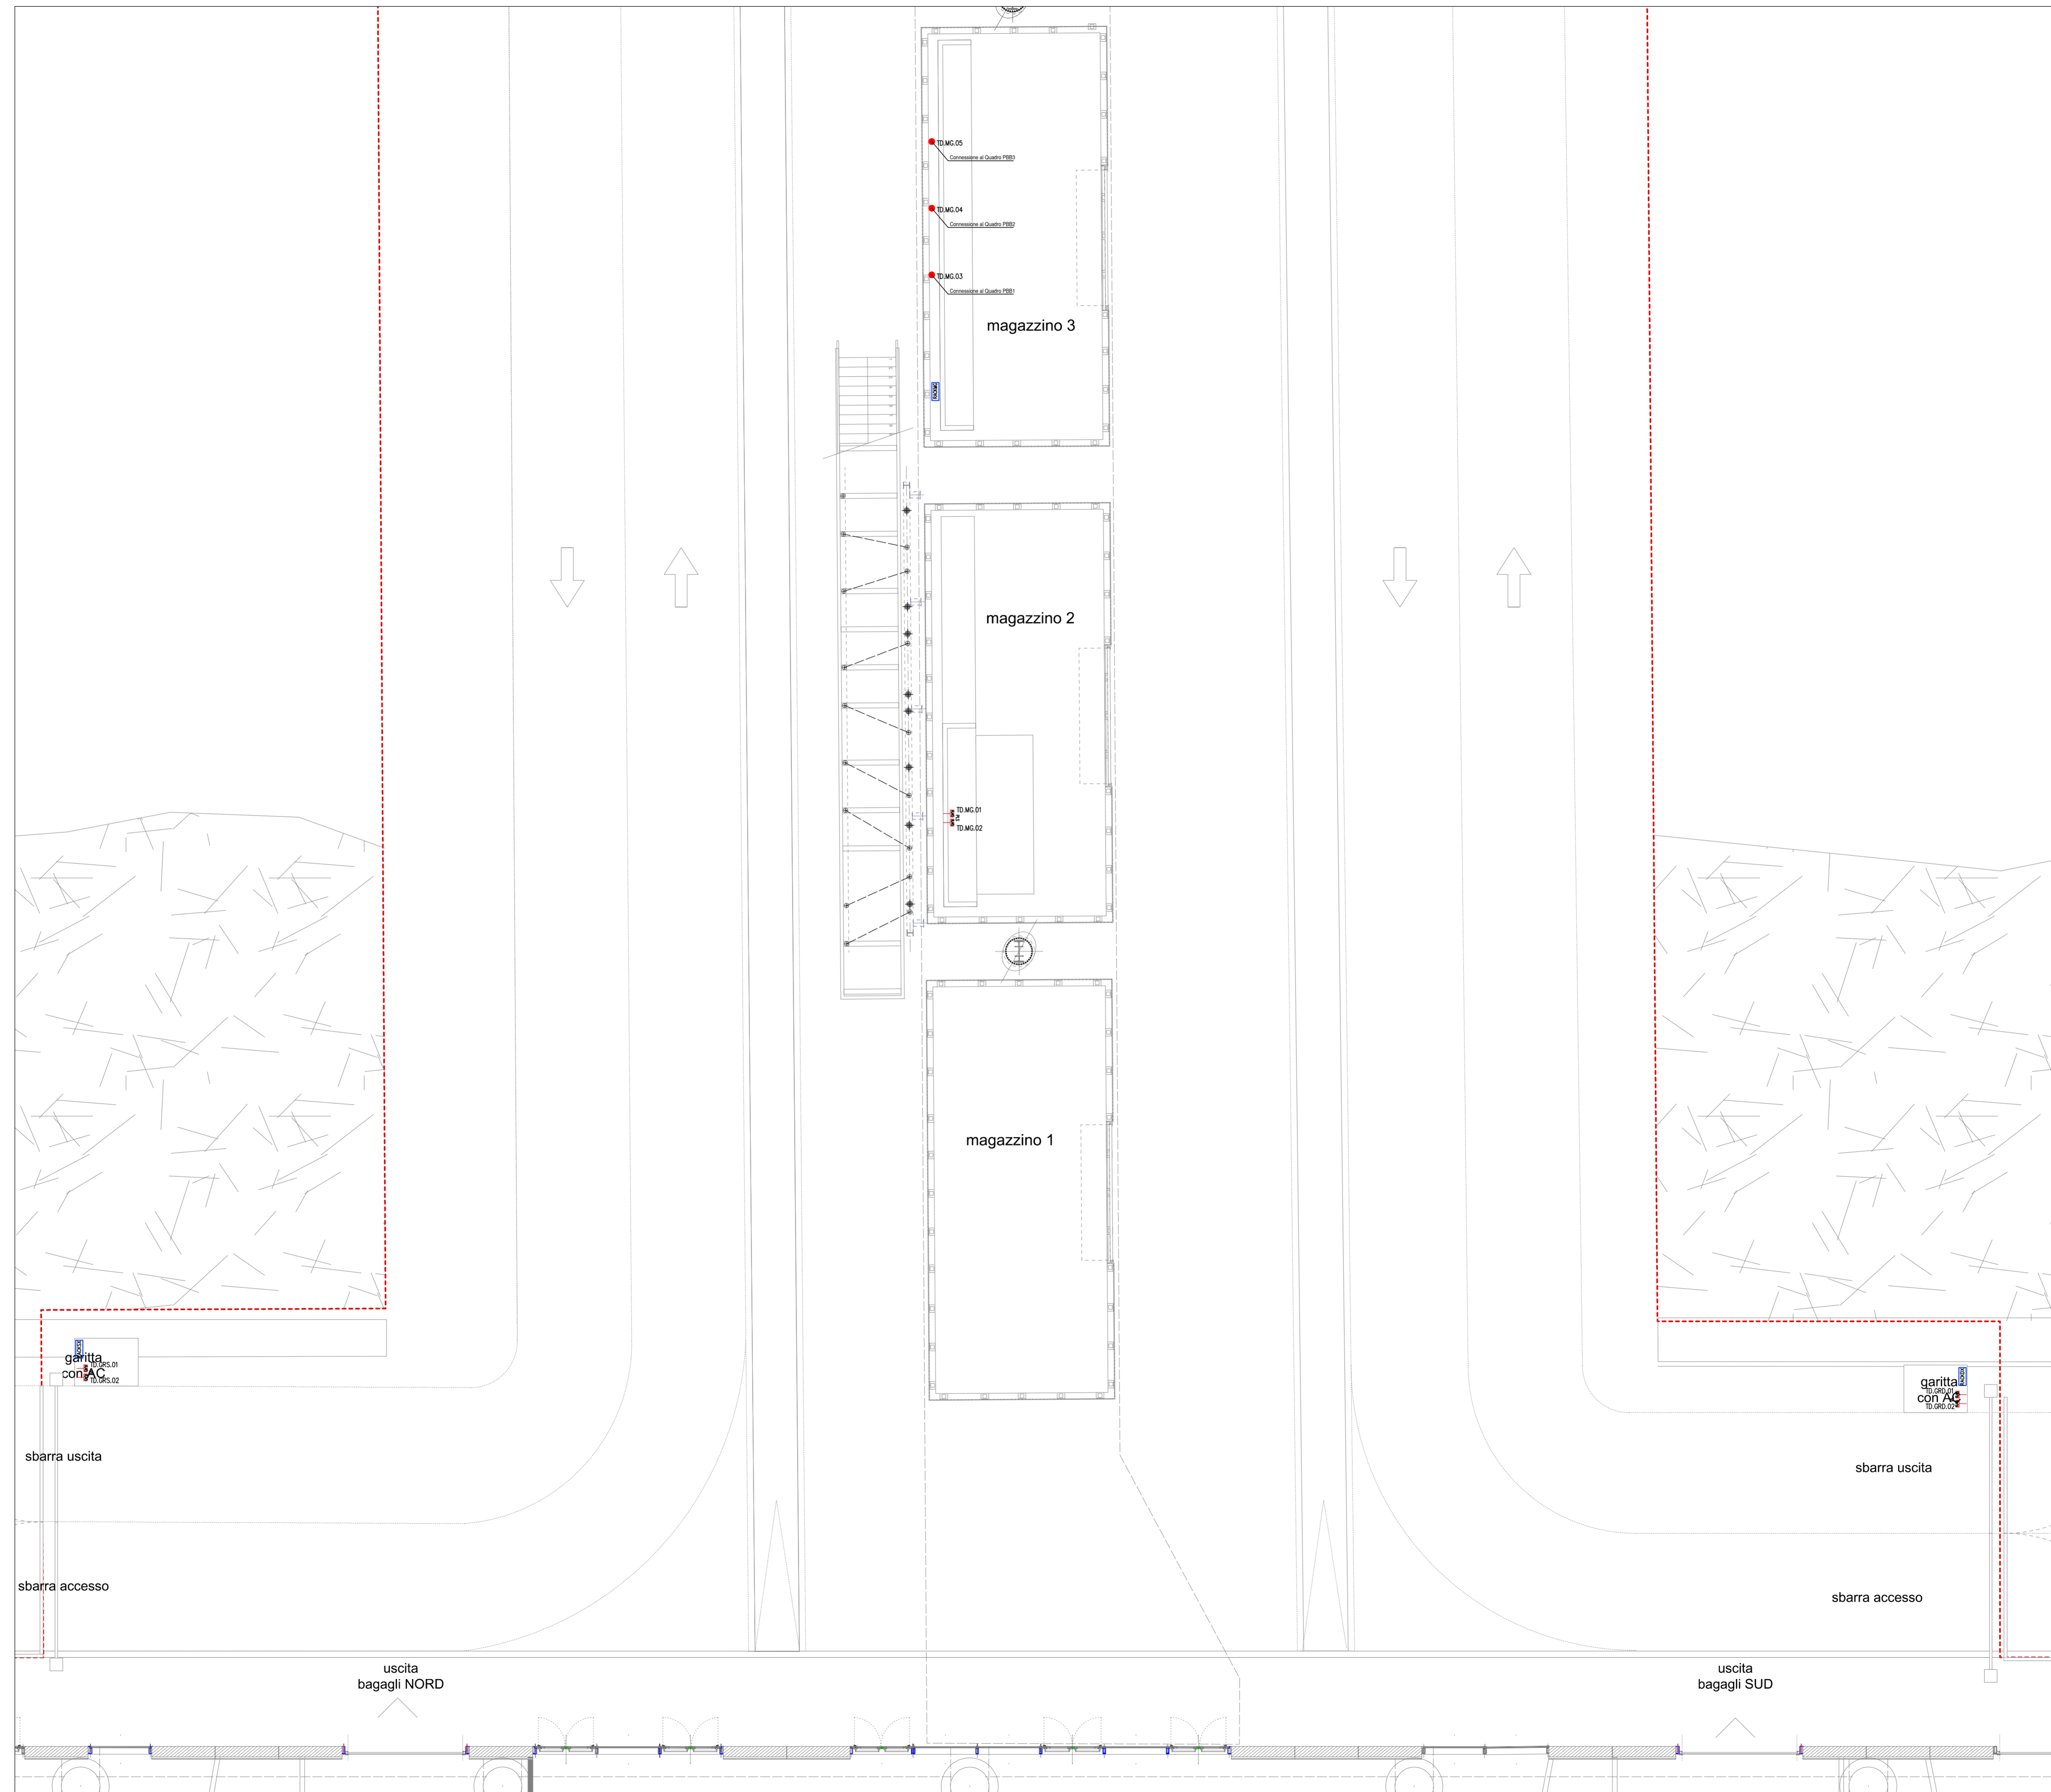 TD.MG.05
Connessione al Quadro PBB3
TD.MG.04
Connessione al Quadro PBB2
TD.MG.03
Connessione al Quadro PBB1
magazzino 3
magazzino 2
TD.MG.01
TD.MG.02
magazzino 1
garitta
con AC
TD.GRS.01
TD.GRS.02
garitta
con AC
TD.GRD.01
TD.GRD.02
sbarra uscita
sbarra uscita
sbarra accesso
sbarra accesso
uscita
bagagli NORD
uscita
bagagli SUD